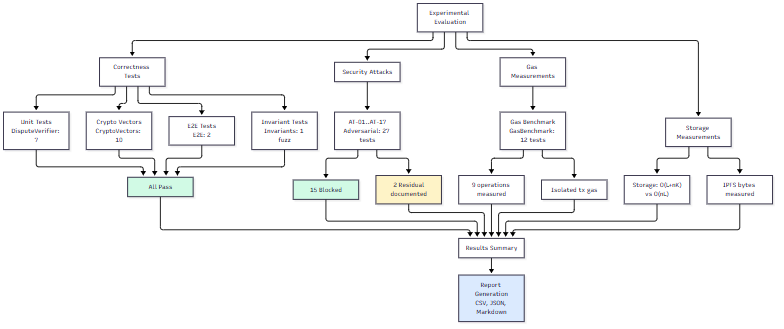 Experimental
Evaluation
Correctness
Tests
Security Attacks
Gas
Measurements
Storage
Measurements
Unit Tests
DisputeVerifier:
7
Crypto Vectors
CryptoVectors:
10
E2E Tests
E2E: 2
Invariant Tests
Invariants: 1
fuzz
AT-01..AT-17
Adversarial: 27
tests
Gas Benchmark
GasBenchmark:
12 tests
All Pass
15 Blocked
2 Residual
documented
9 operations
measured
Isolated tx gas
Storage: O(L+nK)
vs O(nL)
IPFS bytes
measured
Results Summary
Report
Generation
CSV, JSON,
Markdown